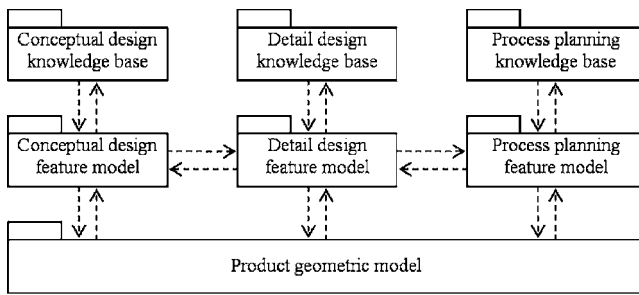 Conceptual design
knowledge base
Detail design
knowledge base
Process planning
knowledge base
Conceptual design
feature model
Detail design
feature model
Process planning
feature model
Product geometric model